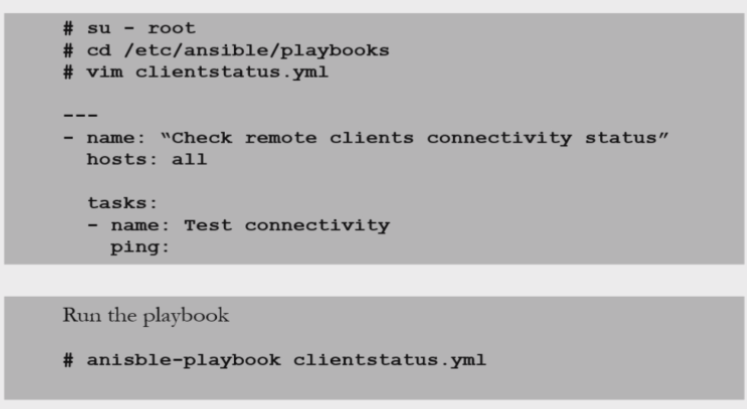 # su - root
# cd /etc/ansible/playbooks
# vim clientstatus.yml
---
- name: “Check remote clients connectivity status”
hosts: all
tasks:
- name: Test connectivity
ping:
Run the playbook
# anisble-playbook clientstatus.yml